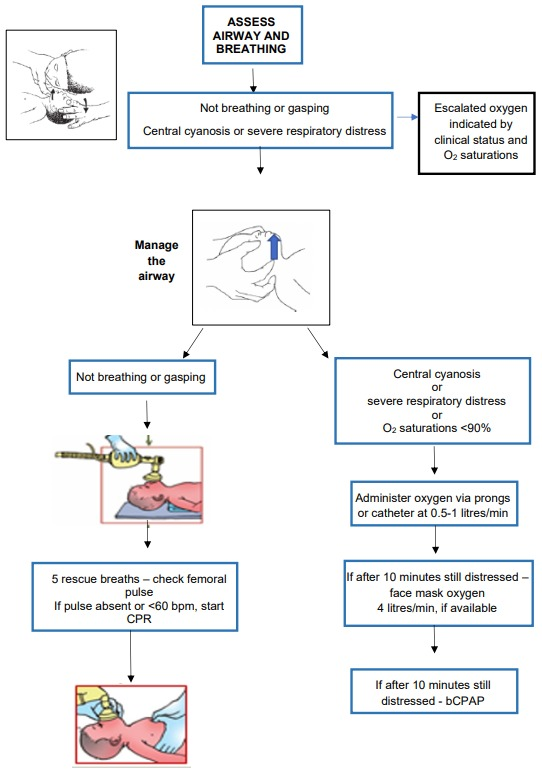 ASSESS
AIRWAY AND
BREATHING
Not breathing or gasping
Central cyanosis or severe respiratory distress
Escalated oxygen
indicated by
clinical status and
O₂ saturations
Manage
the
airway
Not breathing or gasping
5 rescue breaths – check femoral
pulse
If pulse absent or <60 bpm, start
CPR
Central cyanosis
or
severe respiratory distress
or
O₂ saturations <90%
Administer oxygen via prongs
or catheter at 0.5-1 litres/min
If after 10 minutes still distressed –
face mask oxygen
4 litres/min, if available
If after 10 minutes still
distressed - bCPAP